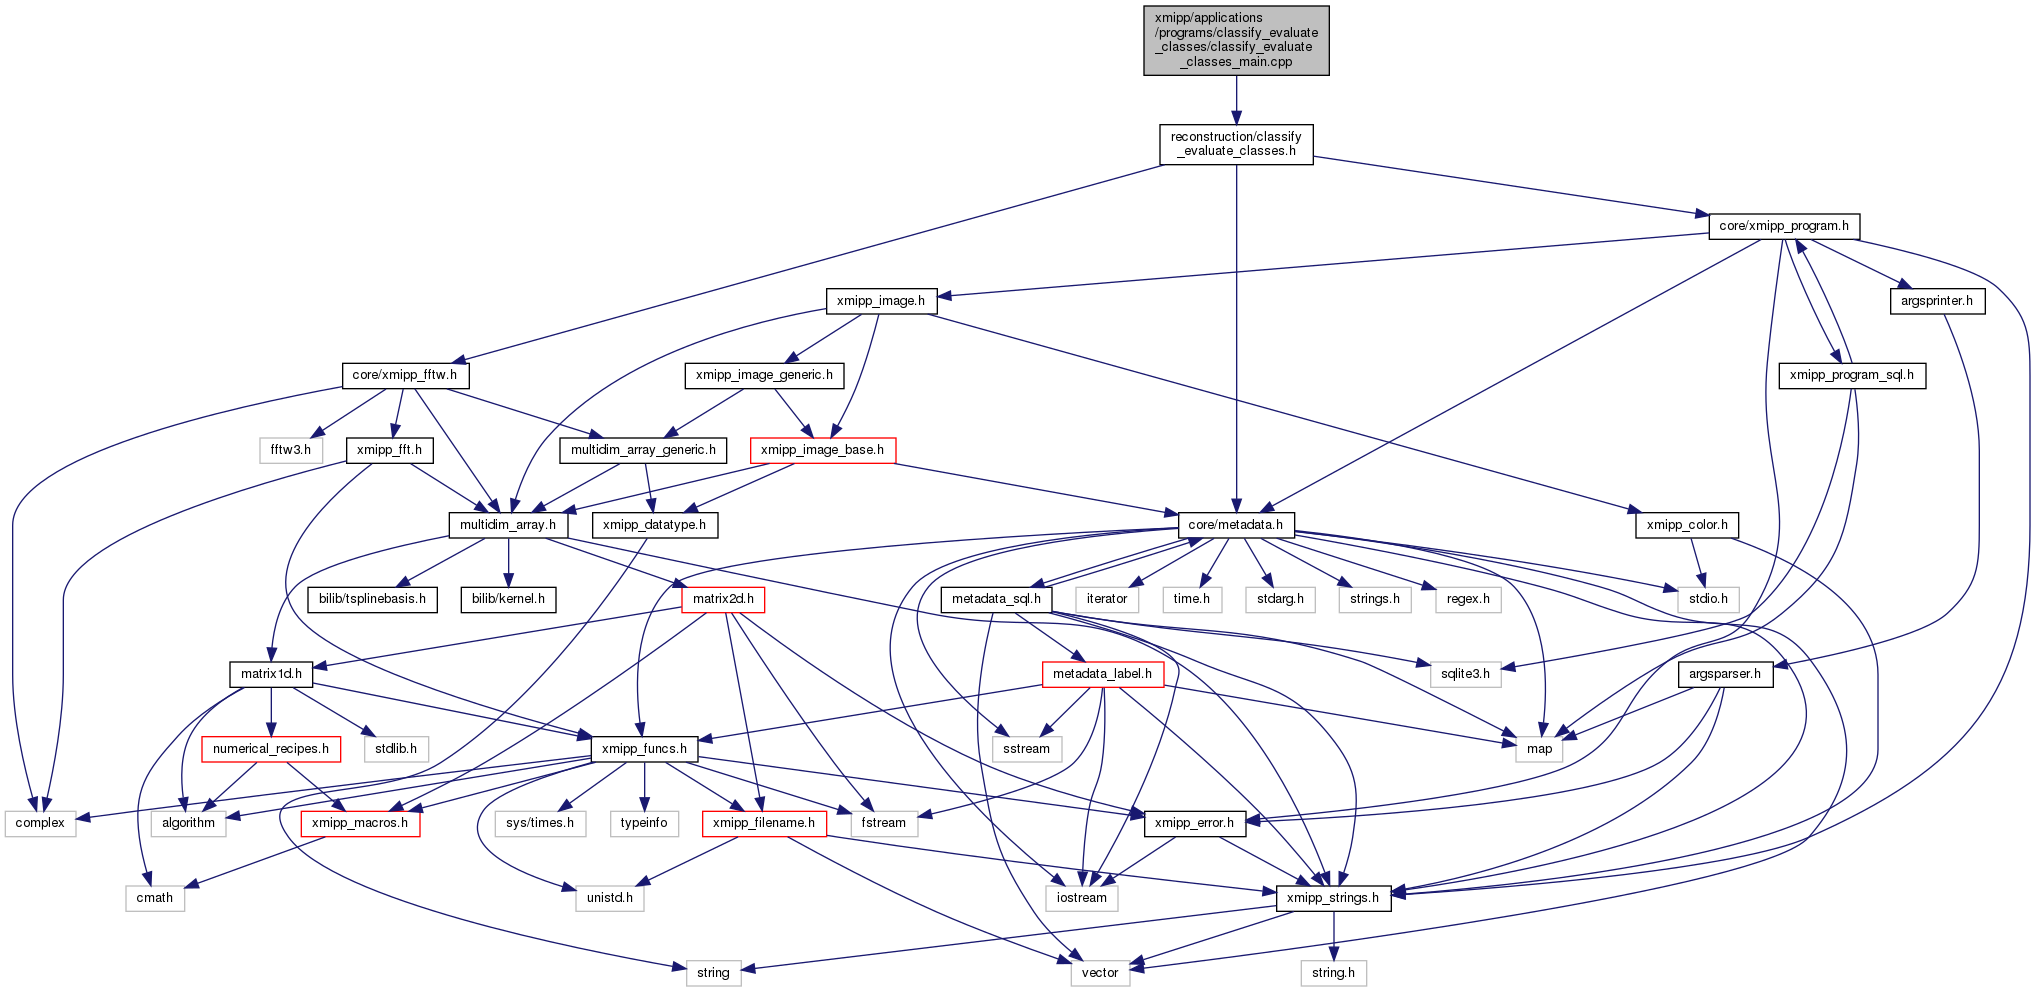 xmipp/applications
/programs/classify_evaluate
_classes/classify_evaluate
_classes_main.cpp
reconstruction/classify
_evaluate_classes.h
core/xmipp_program.h
xmipp_image.h
argsprinter.h
core/xmipp_fftw.h
xmipp_image_generic.h
xmipp_program_sql.h
fftw3.h
xmipp_fft.h
multidim_array_generic.h
xmipp_image_base.h
multidim_array.h
xmipp_datatype.h
core/metadata.h
xmipp_color.h
bilib/tsplinebasis.h
bilib/kernel.h
matrix2d.h
metadata_sql.h
iterator
time.h
stdarg.h
strings.h
regex.h
stdio.h
matrix1d.h
metadata_label.h
sqlite3.h
argsparser.h
numerical_recipes.h
stdlib.h
xmipp_funcs.h
sstream
map
complex
algorithm
xmipp_macros.h
sys/times.h
typeinfo
xmipp_filename.h
fstream
xmipp_error.h
cmath
unistd.h
iostream
xmipp_strings.h
string
vector
string.h